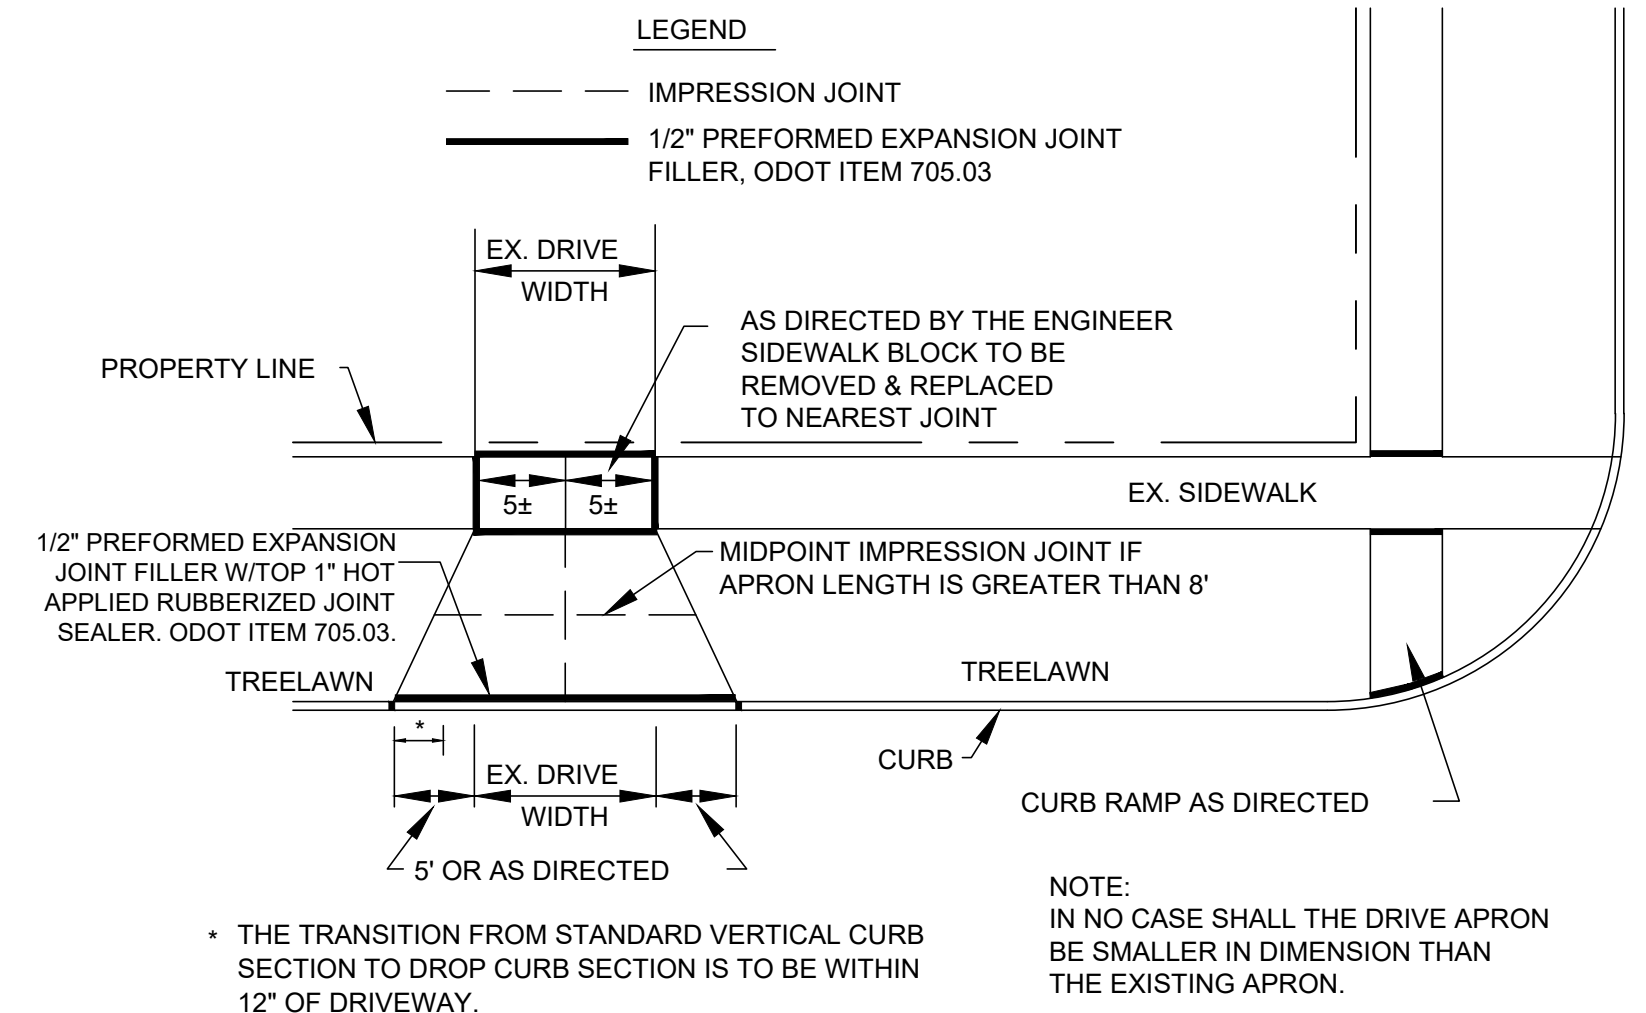 LEGEND
IMPRESSION JOINT
1/2" PREFORMED EXPANSION JOINT
FILLER, ODOT ITEM 705.03
EX. DRIVE
WIDTH
AS DIRECTED BY THE ENGINEER
SIDEWALK BLOCK TO BE
REMOVED & REPLACED
TO NEAREST JOINT
PROPERTY LINE
5±
5±
EX. SIDEWALK
1/2" PREFORMED EXPANSION
JOINT FILLER W/TOP 1" HOT
APPLIED RUBBERIZED JOINT
SEALER. ODOT ITEM 705.03.
MIDPOINT IMPRESSION JOINT IF
APRON LENGTH IS GREATER THAN 8'
TREELAWN
TREELAWN
*
CURB
EX. DRIVE
WIDTH
CURB RAMP AS DIRECTED
5' OR AS DIRECTED
* THE TRANSITION FROM STANDARD VERTICAL CURB
SECTION TO DROP CURB SECTION IS TO BE WITHIN
12" OF DRIVEWAY.
NOTE:
IN NO CASE SHALL THE DRIVE APRON
BE SMALLER IN DIMENSION THAN
THE EXISTING APRON.